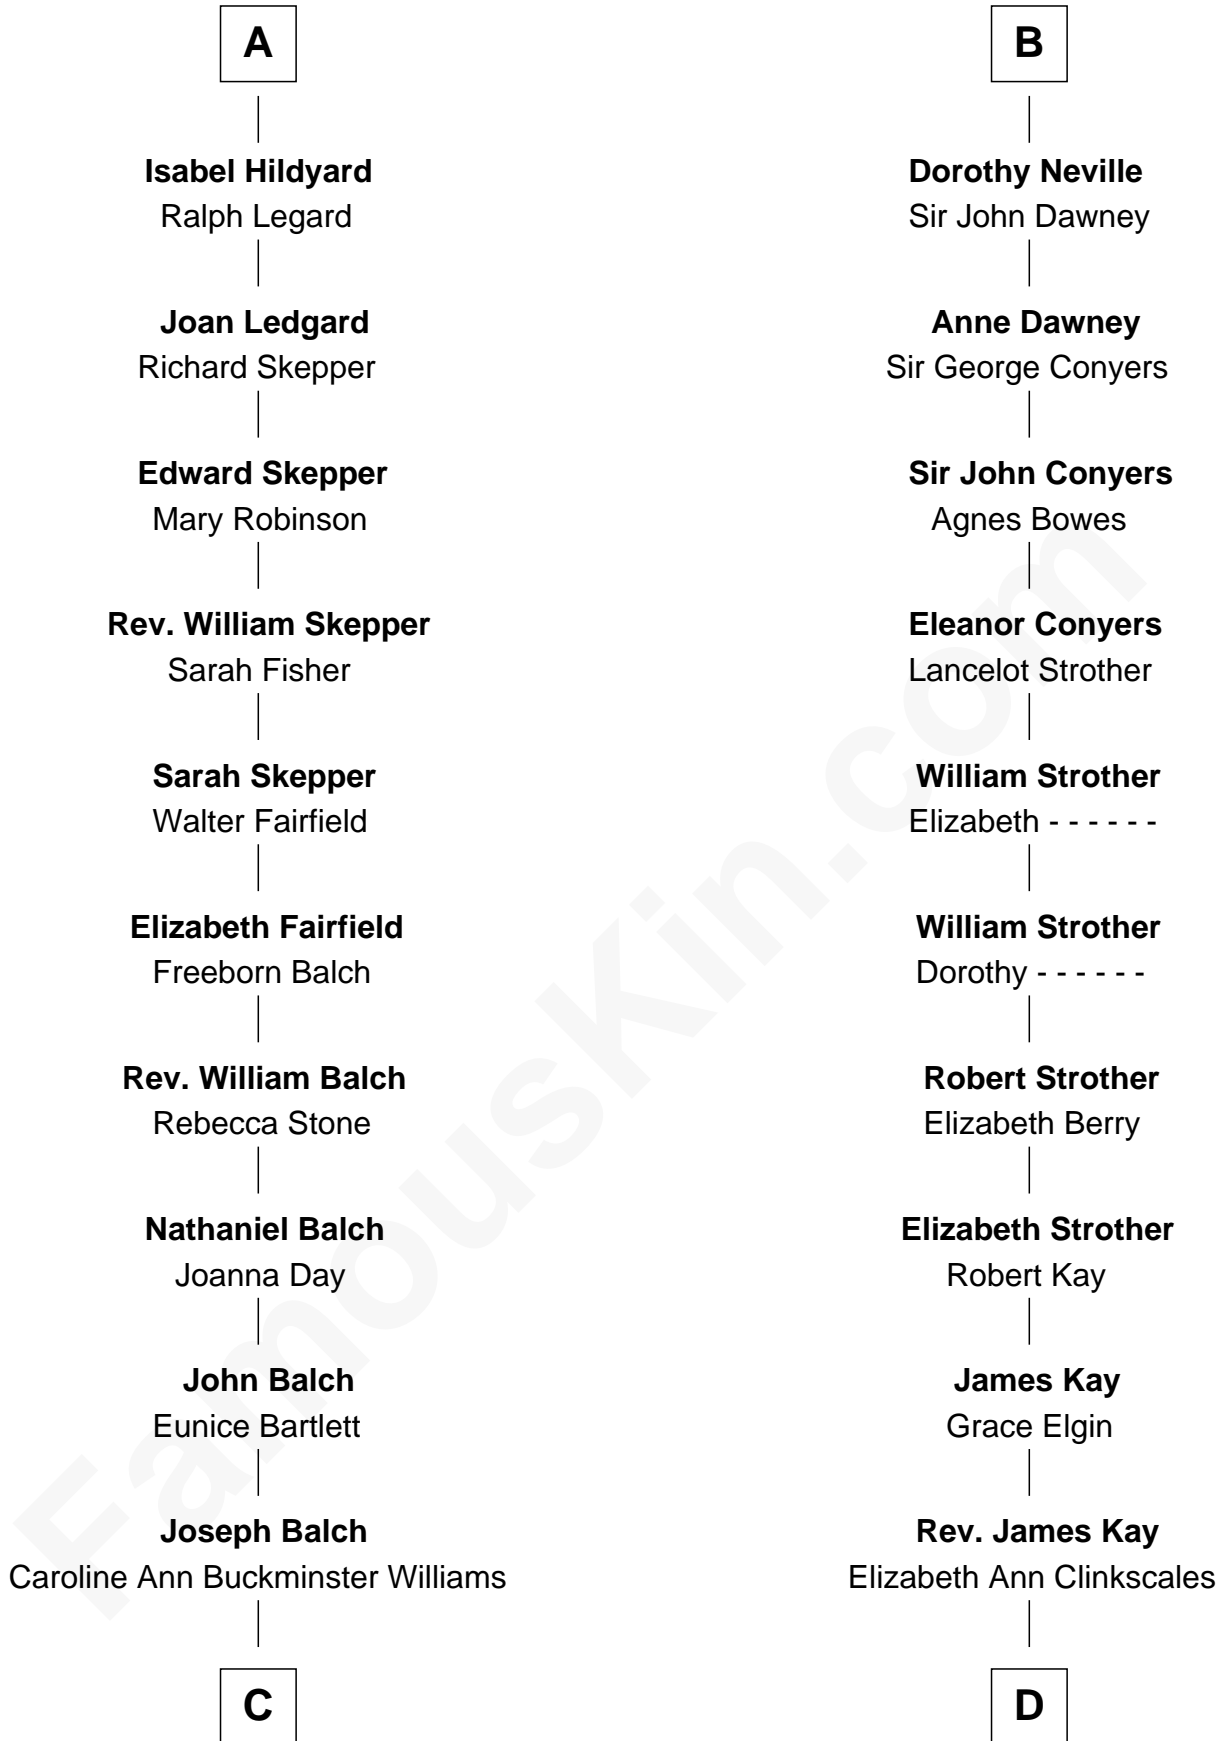 A
Isabel Hildyard
Ralph Legard
Joan Ledgard
Richard Skepper
Edward Skepper
Mary Robinson
Rev. William Skepper
Sarah Fisher
Sarah Skepper
Walter Fairfield
Elizabeth Fairfield
Freeborn Balch
Rev. William Balch
Rebecca Stone
Nathaniel Balch
Joanna Day
John Balch
Eunice Bartlett
Joseph Balch
Caroline Ann Buckminster Williams
C
B
Dorothy Neville
Sir John Dawney
Anne Dawney
Sir George Conyers
Sir John Conyers
Agnes Bowes
Eleanor Conyers
Lancelot Strother
William Strother
Elizabeth - - - - - -
William Strother
Dorothy - - - - - -
Robert Strother
Elizabeth Berry
Elizabeth Strother
Robert Kay
James Kay
Grace Elgin
Rev. James Kay
Elizabeth Ann Clinkscales
D
FamousKin.com